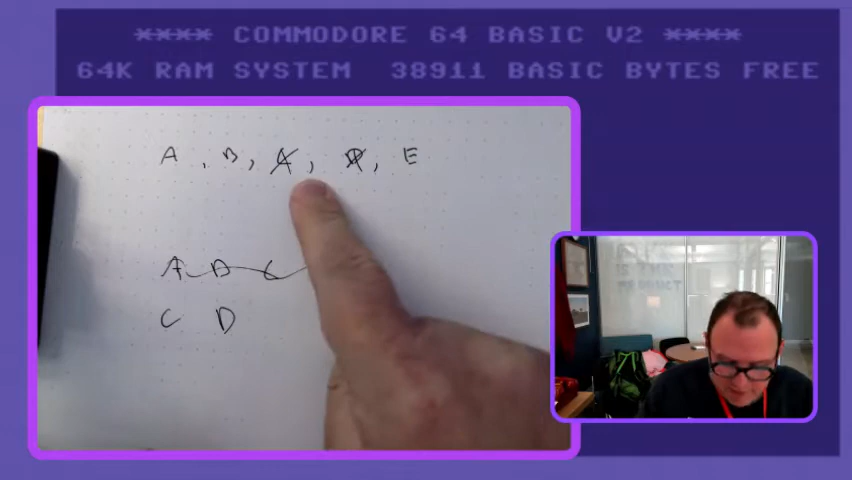 **** COMMODORE 64 BASIC V2 ****
64K RAM SYSTEM 38911 BASIC BYTES FREE
A, B, C, D, E
A D C
C D